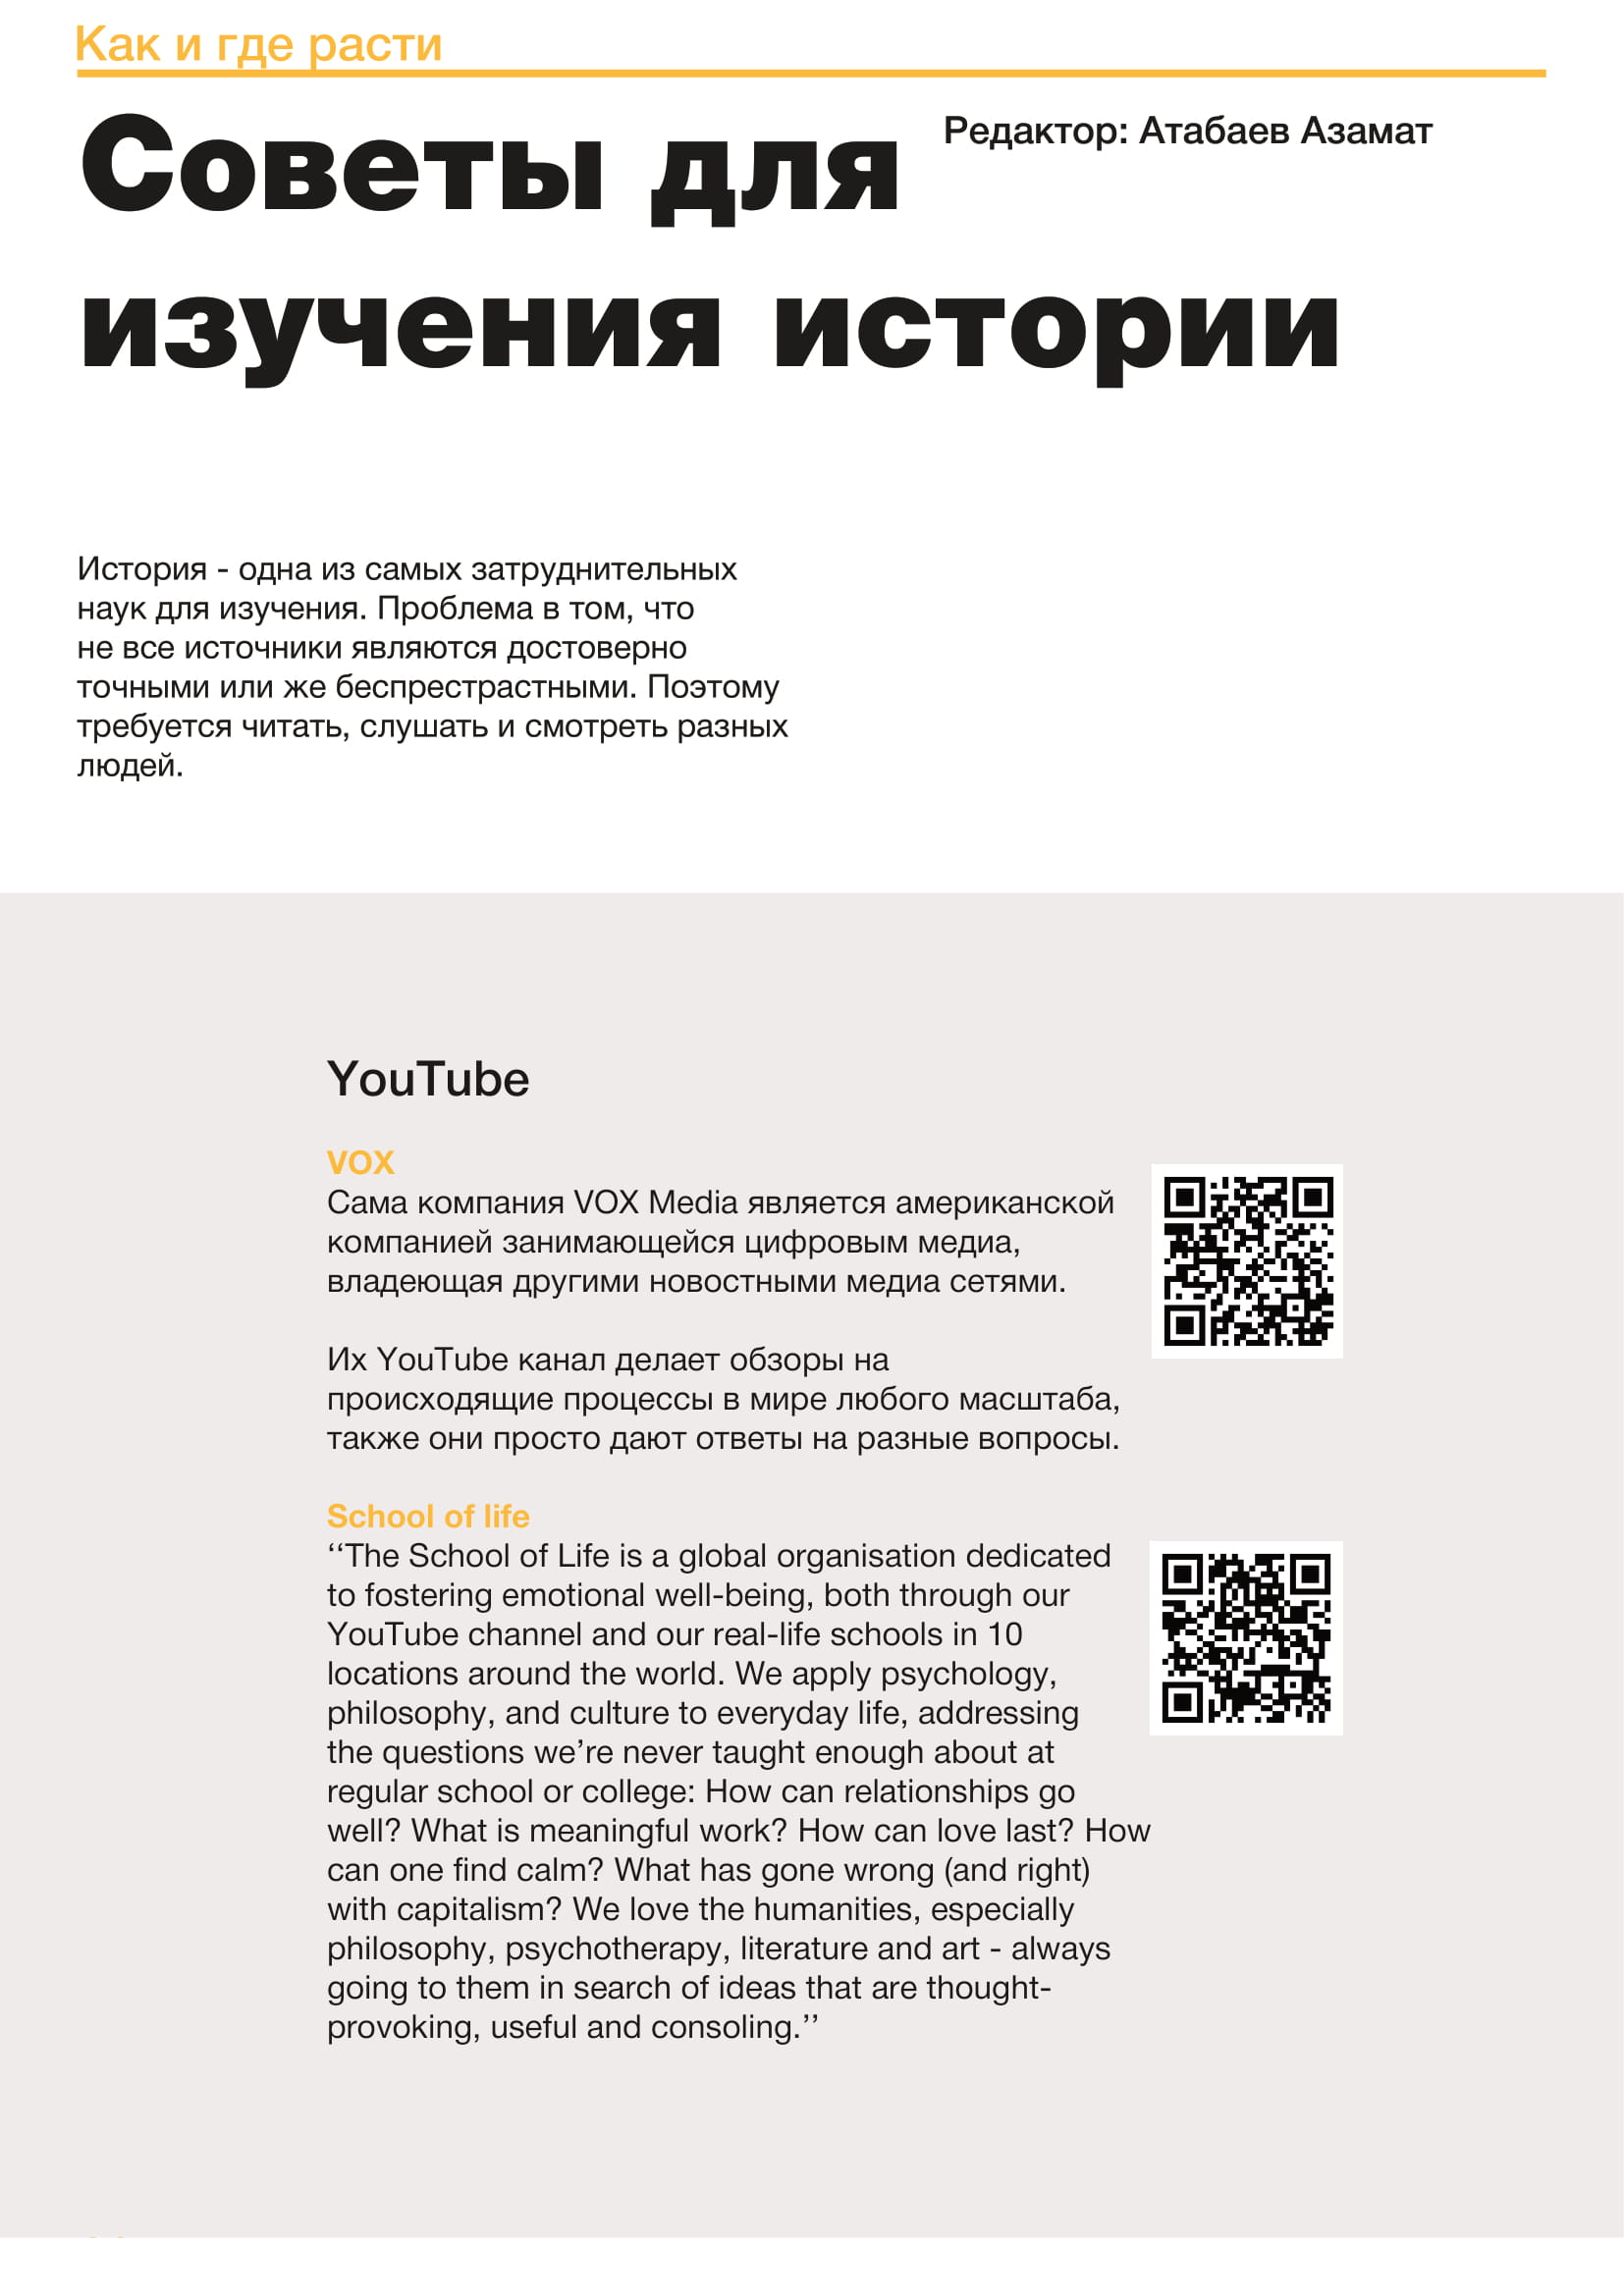 Как и где расти
Советы для
Редактор: Атабаев Азамат
изучения истории
История - одна из самых затруднительных
наук для изучения. Проблема в том, что
не все источники являются достоверно
точными или же беспрестрастными. Поэтому
требуется читать, слушать и смотреть разных
людей.
YouTube
VOX
Сама компания VOX Media является американской
компанией занимающейся цифровым медиа,
владеющая другими новостными медиа сетями.
Их YouTube канал делает обзоры на
происходящие процессы в мире любого масштаба,
также они просто дают ответы на разные вопросы.
School of life
‘‘The School of Life is a global organisation dedicated
to fostering emotional well-being, both through our
YouTube channel and our real-life schools in 10
locations around the world. We apply psychology,
philosophy, and culture to everyday life, addressing
the questions we’re never taught enough about at
regular school or college: How can relationships go
well? What is meaningful work? How can love last? How
can one find calm? What has gone wrong (and right)
with capitalism? We love the humanities, especially
philosophy, psychotherapy, literature and art - always
going to them in search of ideas that are thought-
provoking, useful and consoling.’’